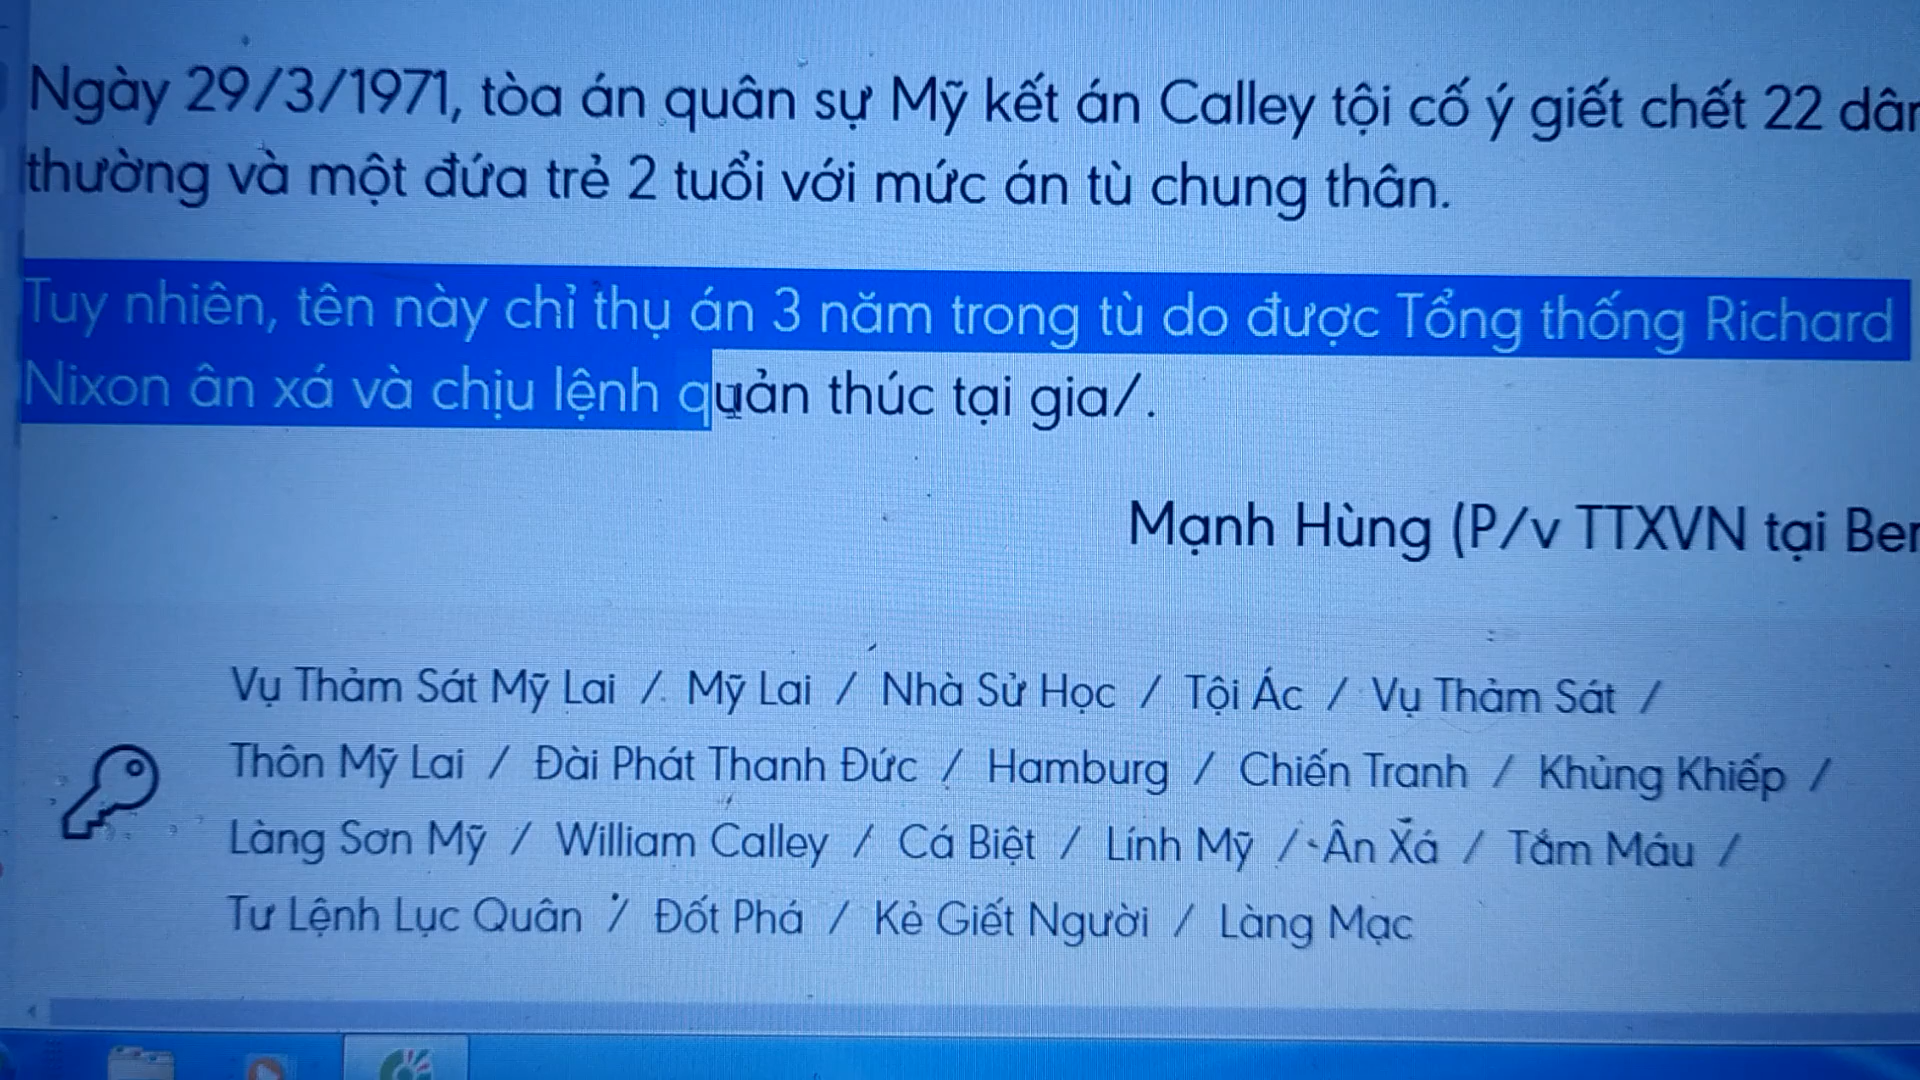 Ngày 29/3/1971, tòa án quân sự Mỹ kết án Calley tội cố ý giết chết 22
thường và một đứa trẻ 2 tuổi với mức án tù chung thân.
Tuy nhiên, tên này chỉ thụ án 3 năm trong tù do được Tổng thống Richard
Nixon ân xá và chịu lệnh quản thúc tại gia/.
Mạnh Hùng (P/v TTXVN tại
Vụ Thảm Sát Mỹ Lai / Mỹ Lai / Nhà Sử Học / Tội Ác / Vụ Thảm Sát /
Thôn Mỹ Lai / Đài Phát Thanh Đức / Hamburg / Chiến Tranh / Khủng Khiếp /
Làng Sơn Mỹ / William Calley / Cá Biệt / Lính Mỹ / Ân Xá / Tắm Máu /
Tư Lệnh Lục Quân / Đốt Phá / Kẻ Giết Người / Làng Mạc